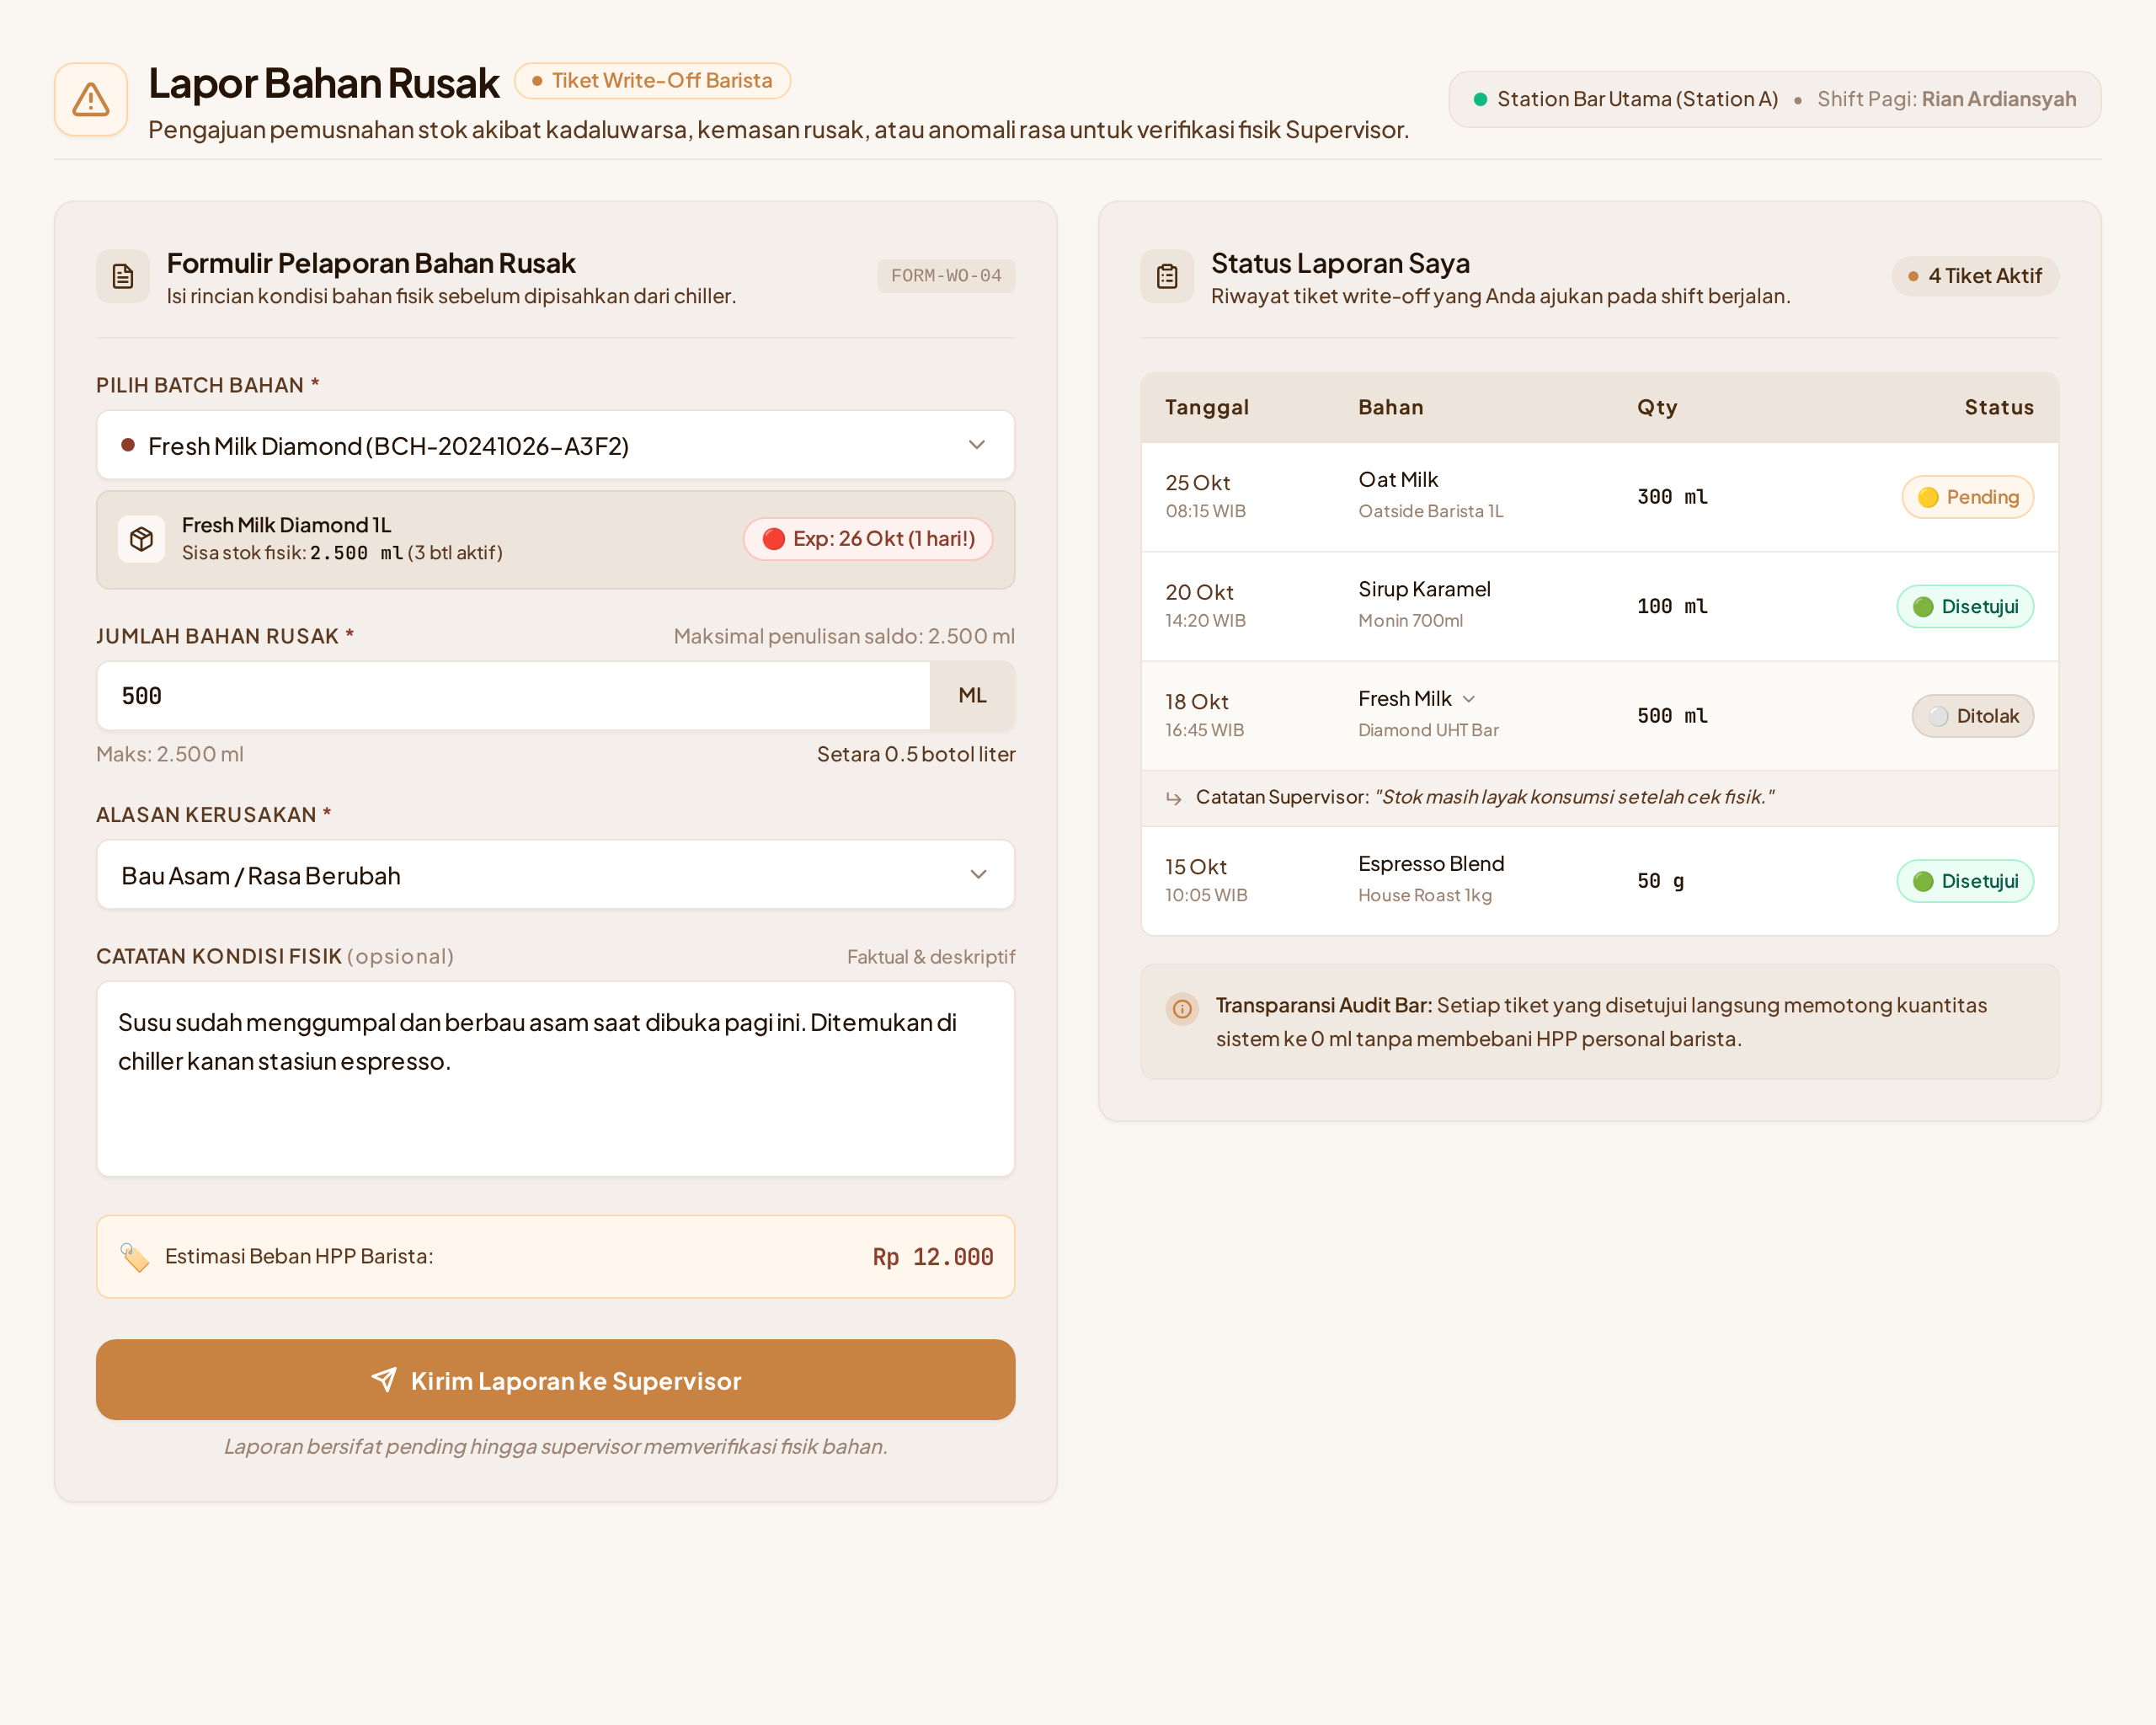 Lapor Bahan Rusak
Tiket Write-Off Barista
Pengajuan pemusnahan stok akibat kadaluwarsa, kemasan rusak, atau anomali rasa untuk verifikasi fisik Supervisor.
Station Bar Utama (Station A) • Shift Pagi: Rian Ardiansyah
Formulir Pelaporan Bahan Rusak
Isi rincian kondisi bahan fisik sebelum dipisahkan dari chiller.
FORM-WO-04
PILIH BATCH BAHAN *
Fresh Milk Diamond (BCH-20241026-A3F2)
Fresh Milk Diamond 1L
Sisa stok fisik: 2.500 ml (3 btl aktif)
Exp: 26 Okt (1 hari!)
JUMLAH BAHAN RUSAK *
Maksimal penulisan saldo: 2.500 ml
500
ML
Maks: 2.500 ml
Setara 0.5 botol liter
ALASAN KERUSAKAN *
Bau Asam / Rasa Berubah
CATATAN KONDISI FISIK (opsional)
Faktual & deskriptif
Susu sudah menggumpal dan berbau asam saat dibuka pagi ini. Ditemukan di
chiller kanan stasiun espresso.
Estimasi Beban HPP Barista:
Rp 12.000
Kirim Laporan ke Supervisor
Laporan bersifat pending hingga supervisor memverifikasi fisik bahan.
Status Laporan Saya
Riwayat tiket write-off yang Anda ajukan pada shift berjalan.
4 Tiket Aktif
Tanggal Bahan Qty Status
25 Okt
08:15 WIB
Oat Milk
Oatside Barista 1L
300 ml
Pending
20 Okt
14:20 WIB
Sirup Karamel
Monin 700ml
100 ml
Disetujui
18 Okt
16:45 WIB
Fresh Milk
Diamond UHT Bar
500 ml
Ditolak
Catatan Supervisor: "Stok masih layak konsumsi setelah cek fisik."
15 Okt
10:05 WIB
Espresso Blend
House Roast 1kg
50 g
Disetujui
Transparansi Audit Bar: Setiap tiket yang disetujui langsung memotong kuantitas
sistem ke 0 ml tanpa membebani HPP personal barista.